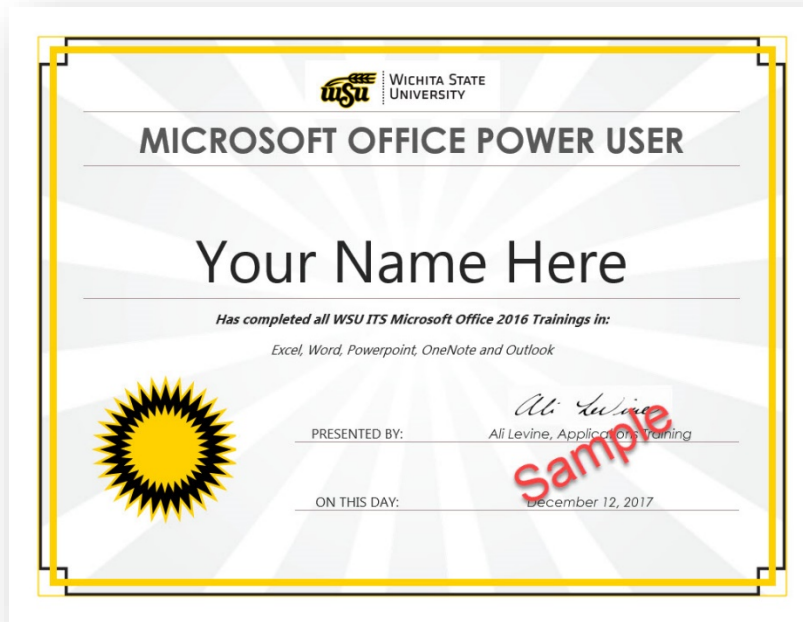 wsu
WICHITA STATE
UNIVERSITY
MICROSOFT OFFICE POWER USER
Your Name Here
Has completed all WSU ITS Microsoft Office 2016 Trainings in:
Excel, Word, Powerpoint, OneNote and Outlook
Ali Levine
PRESENTED BY: Ali Levine, Applications Training
Sample
ON THIS DAY: December 12, 2017